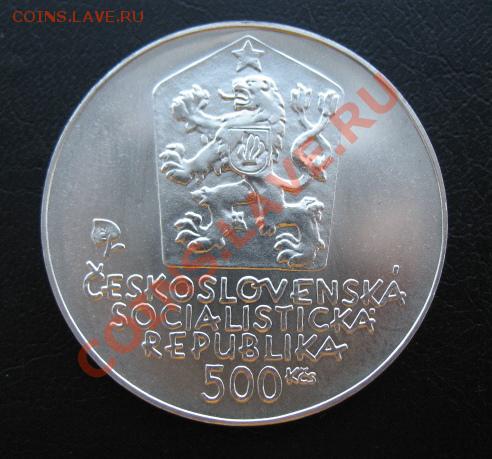 COINS.LAVE.RU
ČESKOSLOVENSKÁ
SOCIALISTICKÁ
REPUBLIKA
500 Kčs
COINS.LAVE.RU